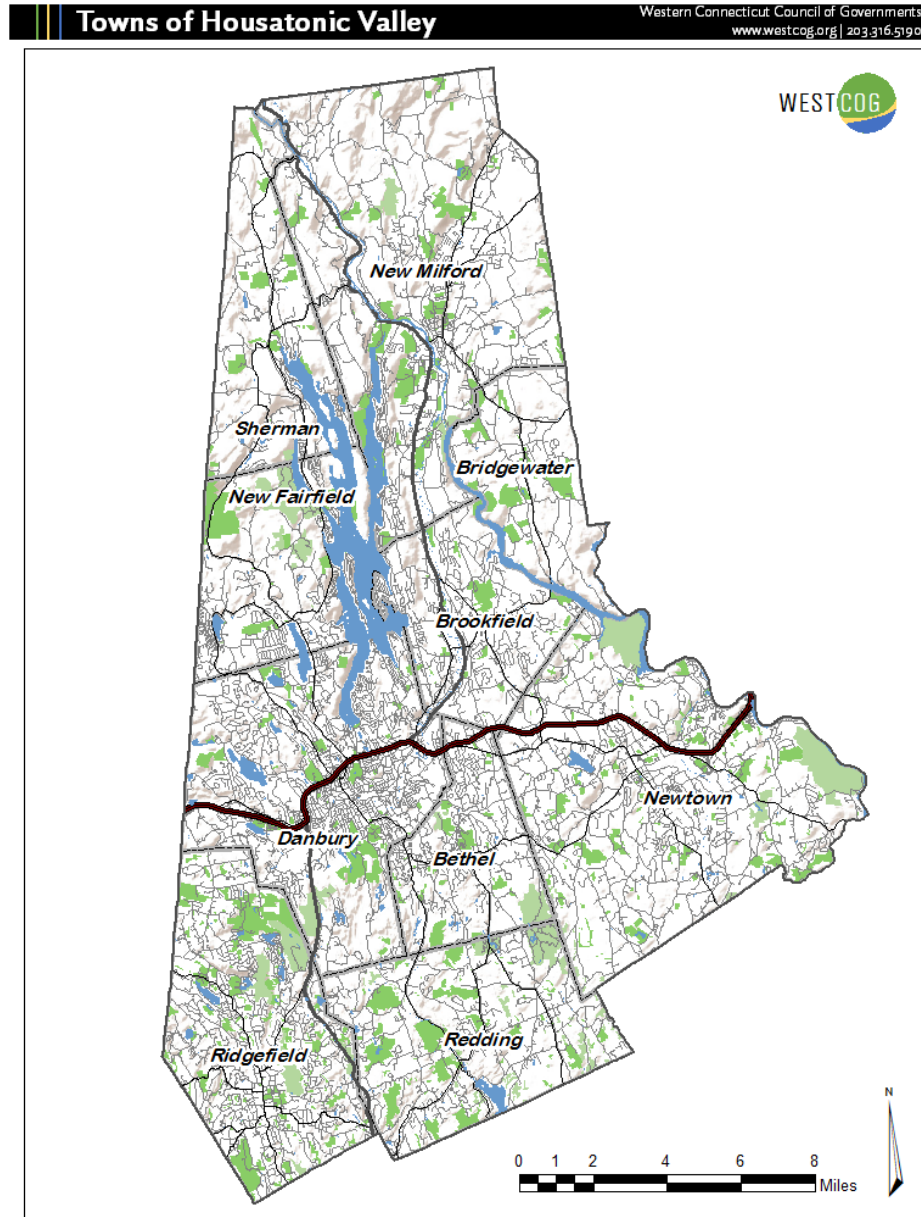 Towns of Housatonic Valley
Western Connecticut Council of Governments
www.westcog.org | 203.316.5190
WESTCOG
New Milford
Sherman
Bridgewater
New Fairfield
Brookfield
Newtown
Danbury
Bethel
Redding
Ridgefield
N
0 1 2 4 6 8
Miles